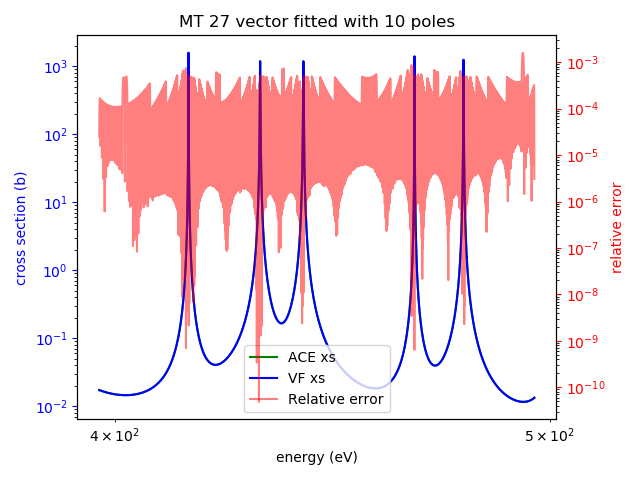 MT 27 vector fitted with 10 poles
cross section (b)
10³
10²
10¹
10⁰
10⁻¹
10⁻²
10⁻³
10⁻⁴
10⁻⁵
10⁻⁶
10⁻⁷
10⁻⁸
10⁻⁹
10⁻¹⁰
relative error
ACE xs
VF xs
Relative error
4 × 10²
5 × 10²
energy (eV)